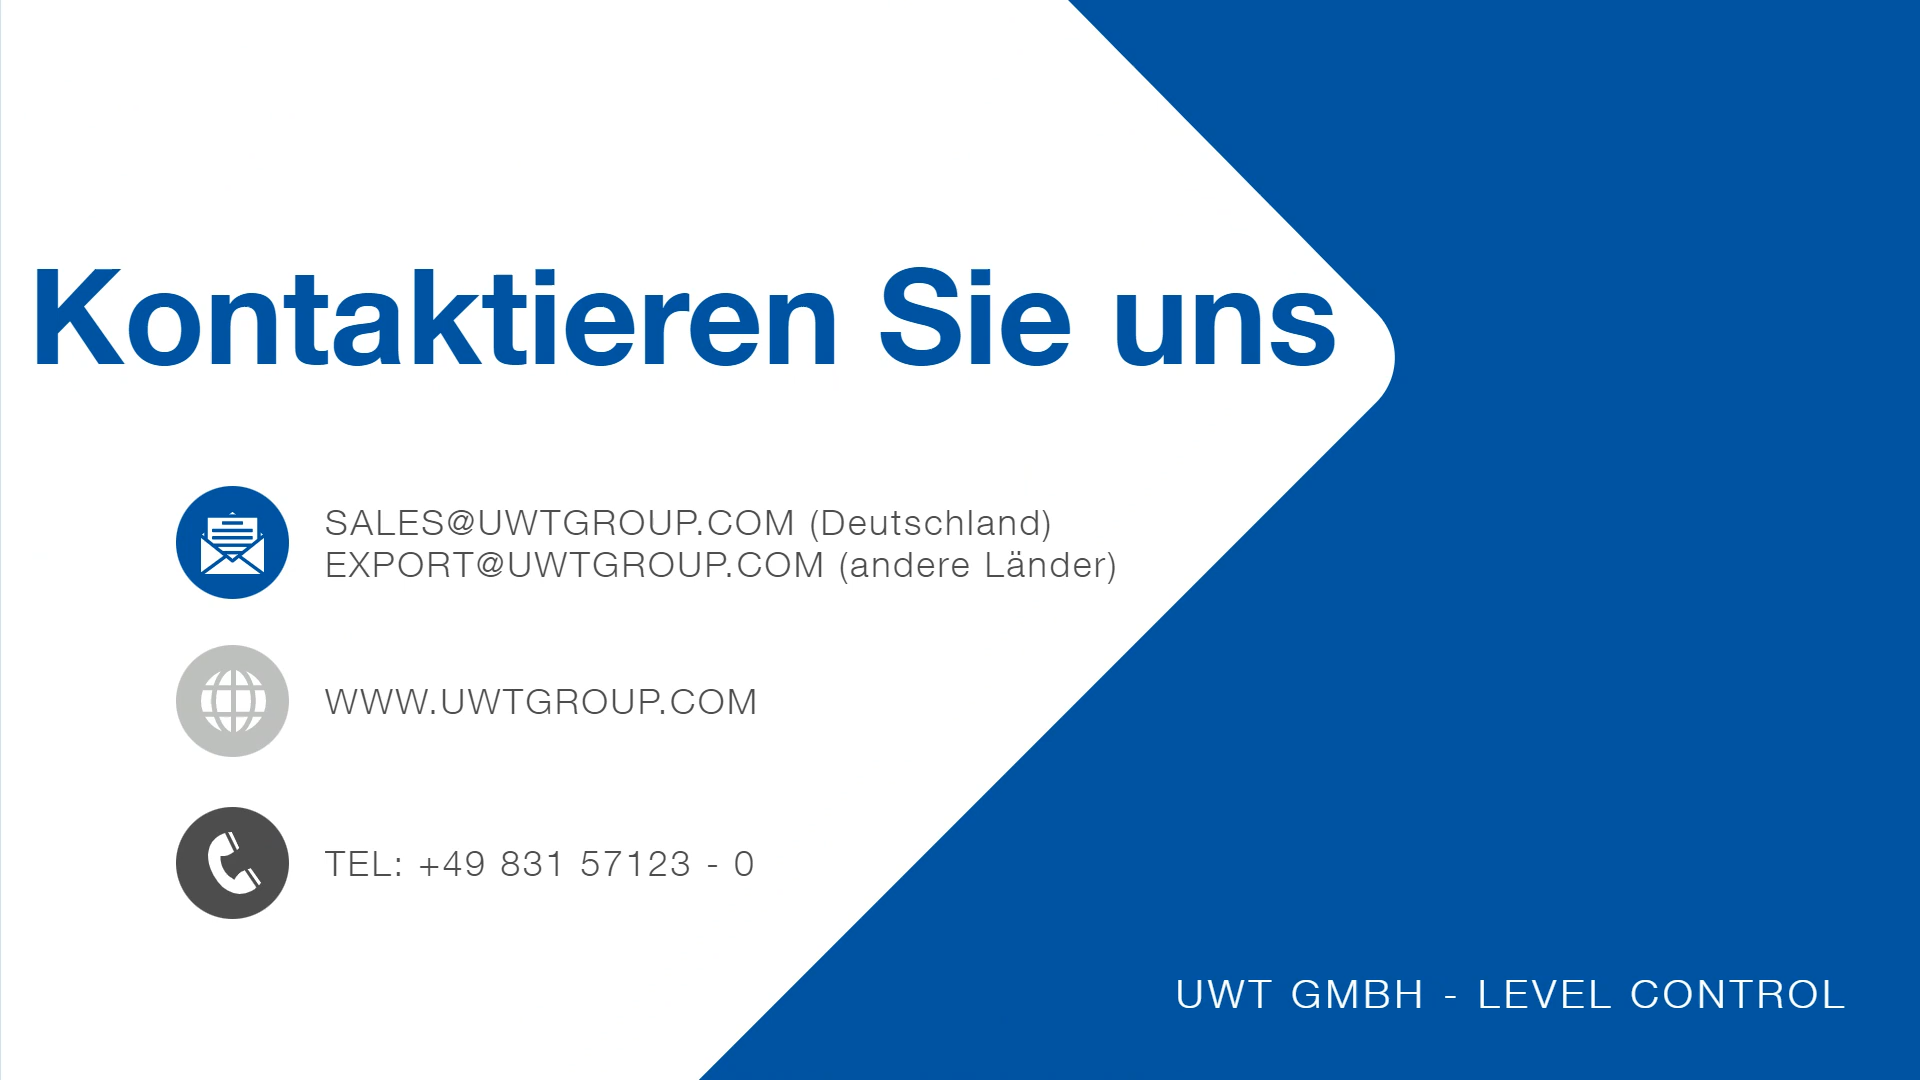 Kontaktieren Sie uns
SALES@UWTGROUP.COM (Deutschland)
EXPORT@UWTGROUP.COM (andere Länder)
WWW.UWTGROUP.COM
TEL: +49 831 57123 - 0
UWT GMBH - LEVEL CONTROL